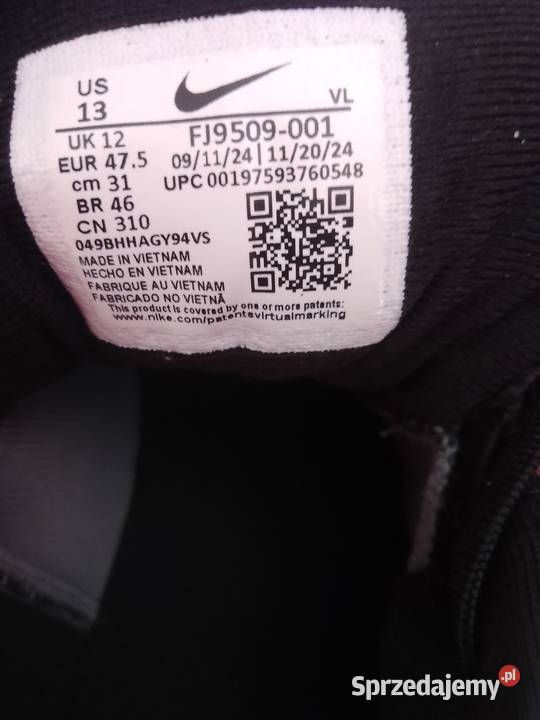 US
13
VL
UK 12
FJ9509-001
EUR 47.5
09/11/24 | 11/20/24
cm 31
UPC 00197593760548
BR 46
CN 310
049BHHAGY94VS
MADE IN VIETNAM
HECHO EN VIETNAM
FABRIQUE AU VIETNAM
FABRICADO NO VIETNÃ
This product is covered by one or more patents:
www.nike.com/patentsvirtualmarking
Sprzedajemy.pl